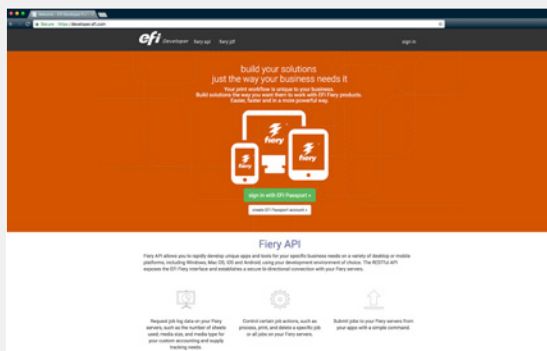 Secure https://developer.efi.com
efi Developer fiery api fiery jdf sign in
build your solutions
just the way your business needs it
Your print workflow is unique to your business.
Build solutions the way you want them to work with EFI Fiery products.
Easier, faster and in a more powerful way.
fiery
fiery
fiery
sign in with EFI Passport »
create EFI Passport account »
Fiery API
Fiery API allows you to rapidly develop unique apps and tools for your specific business needs on a variety of desktop or mobile
platforms, including Windows, Mac OS, iOS and Android, using your development environment of choice. The RESTful API
exposes the EFI Fiery interface and establishes a secure bi-directional connection with your Fiery servers.
Request job log data on your Fiery
servers, such as the number of sheets
used, media size, and media type for
your custom accounting and supply
tracking needs.
Control certain job actions, such as
process, print, and delete a specific job
or all jobs on your Fiery servers.
Submit jobs to your Fiery servers from
your apps with a simple command.